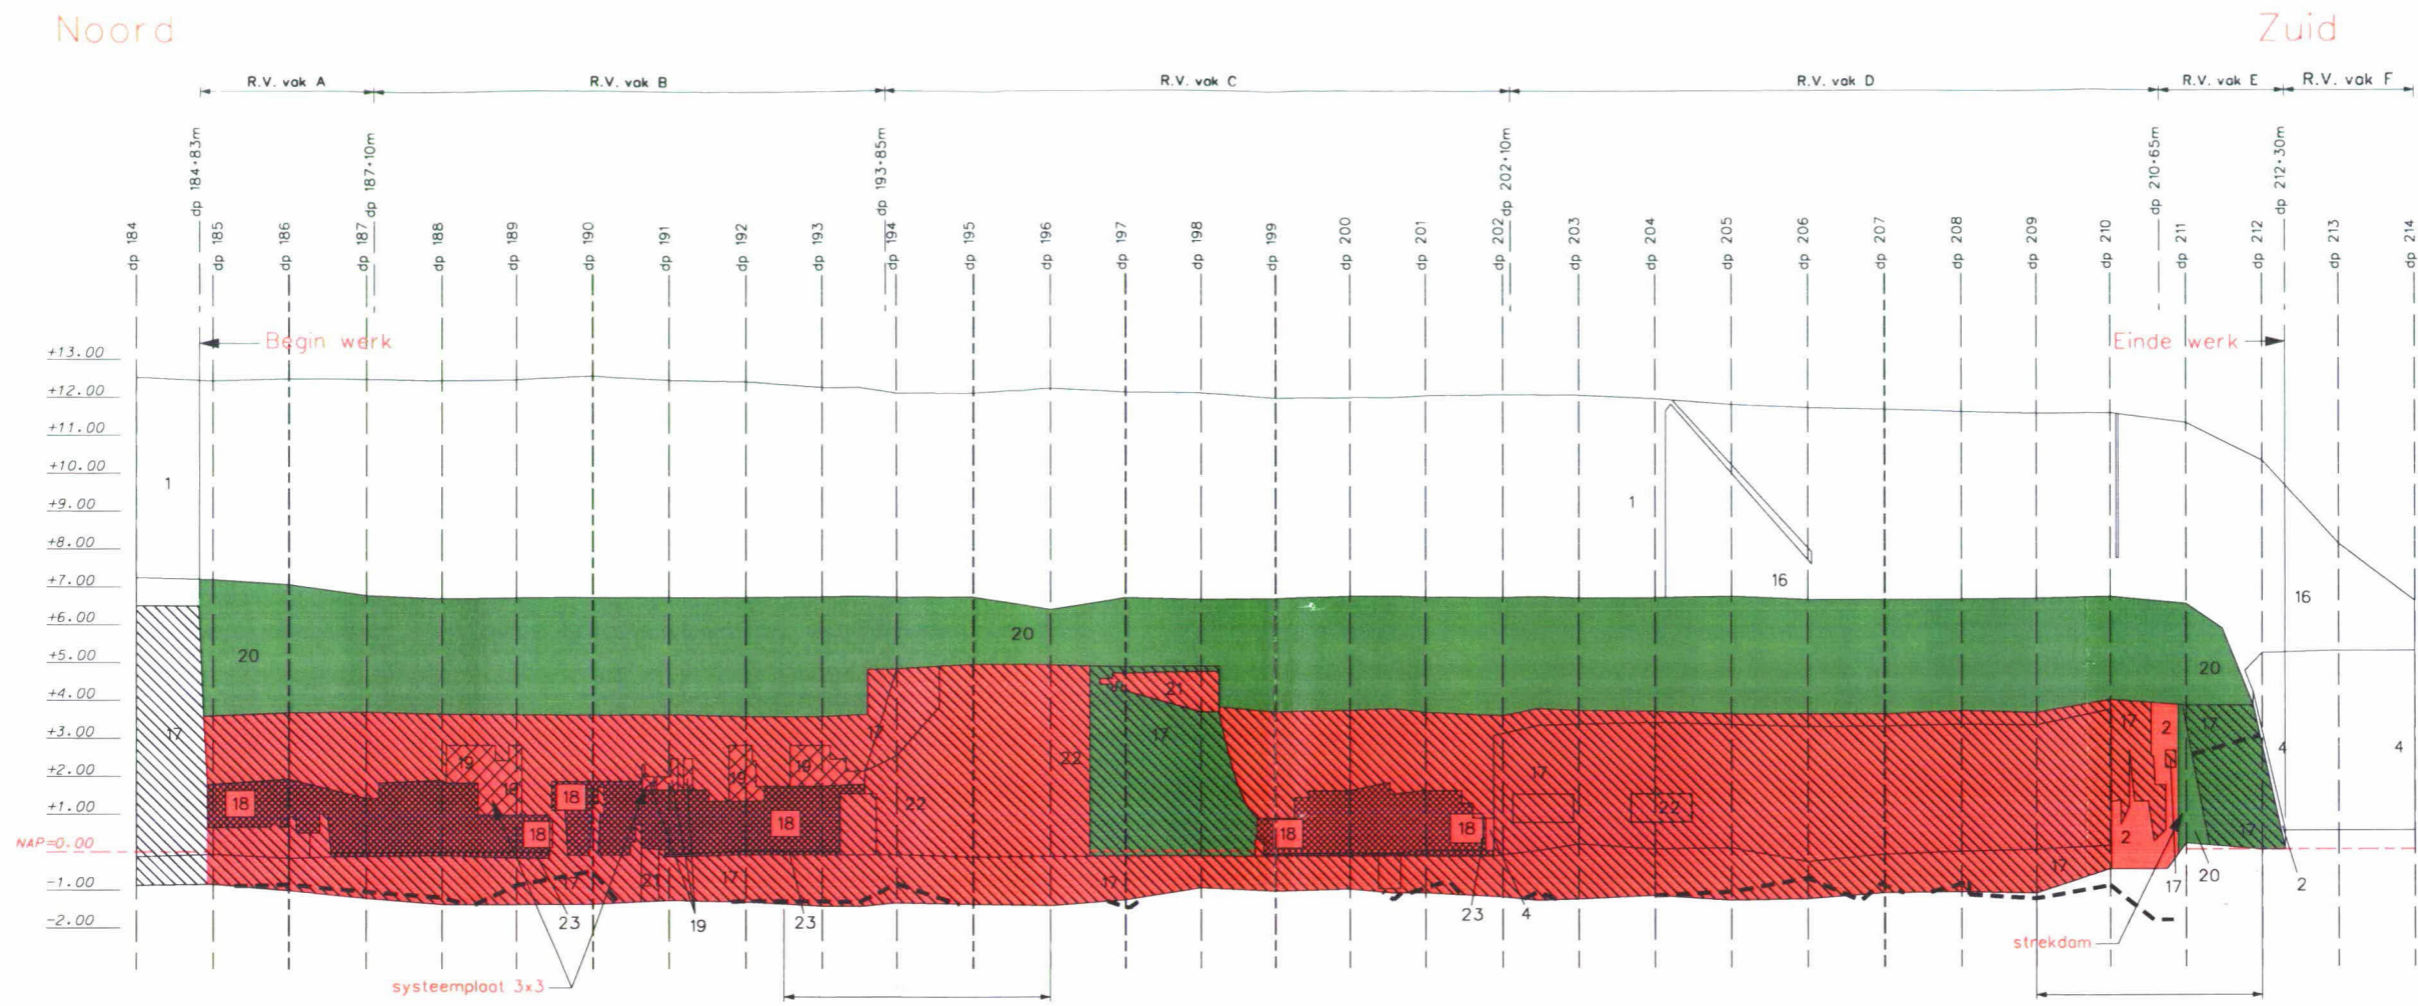 Noord
Zuid
R.V. vak A
R.V. vak B
R.V. vak C
R.V. vak D
R.V. vak E
R.V. vak F
dp 184+83m
dp 187+10m
dp 193+85m
dp 202+10m
dp 210+65m
dp 212+30m
dp 184
dp 185
dp 186
dp 187
dp 188
dp 189
dp 190
dp 191
dp 192
dp 193
dp 194
dp 195
dp 196
dp 197
dp 198
dp 199
dp 200
dp 201
dp 202
dp 203
dp 204
dp 205
dp 206
dp 207
dp 208
dp 209
dp 210
dp 211
dp 212
dp 213
dp 214
Begin werk
Einde werk
+13.00
+12.00
+11.00
+10.00
+9.00
+8.00
+7.00
+6.00
+5.00
+4.00
+3.00
+2.00
+1.00
NAP=0.00
-1.00
-2.00
1
1
16
16
20
20
20
21
17
17
17
17
17
2
22
4
4
19
19
19
19
17
18
18
22
22
18
18
18
18
2
17
17
17
21
17
17
17
20
2
23
19
23
23
4
strekdam
systeemplaat 3x3